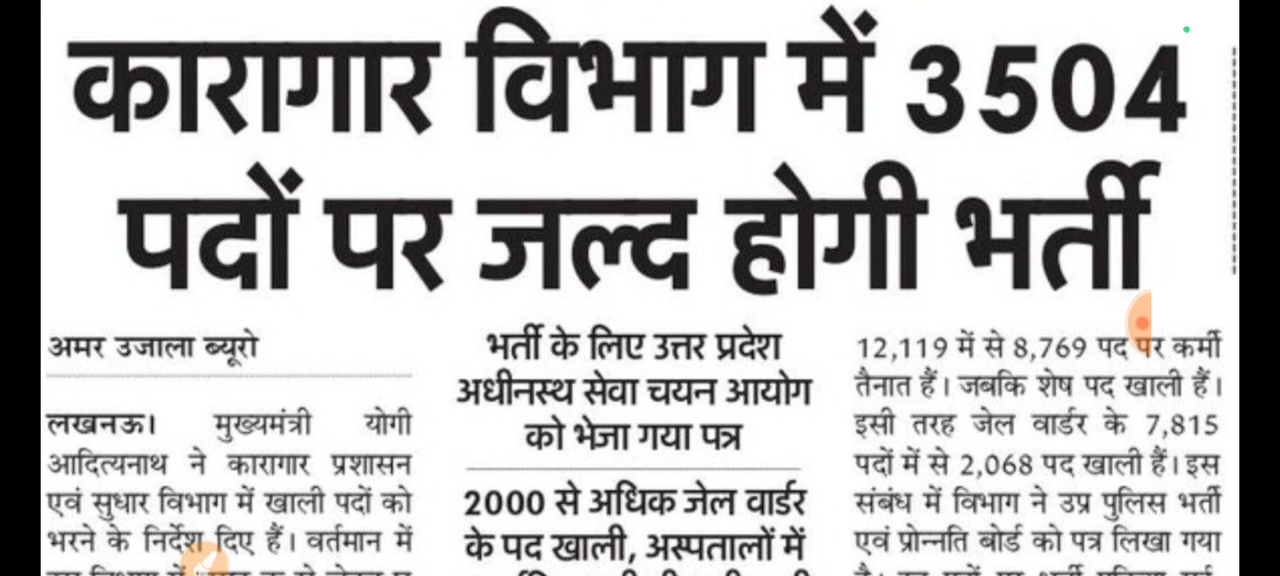 कारागार विभाग में 3504
पदों पर जल्द होगी भर्ती
अमर उजाला ब्यूरो
लखनऊ। मुख्यमंत्री योगी
आदित्यनाथ ने कारागार प्रशासन
एवं सुधार विभाग में खाली पदों को
भरने के निर्देश दिए हैं। वर्तमान में
भर्ती के लिए उत्तर प्रदेश
अधीनस्थ सेवा चयन आयोग
को भेजा गया पत्र
2000 से अधिक जेल वार्डर
के पद खाली, अस्पतालों में
12,119 में से 8,769 पद पर कर्मी
तैनात हैं। जबकि शेष पद खाली हैं।
इसी तरह जेल वार्डर के 7,815
पदों में से 2,068 पद खाली हैं। इस
संबंध में विभाग ने उप्र पुलिस भर्ती
एवं प्रोन्नति बोर्ड को पत्र लिखा गया